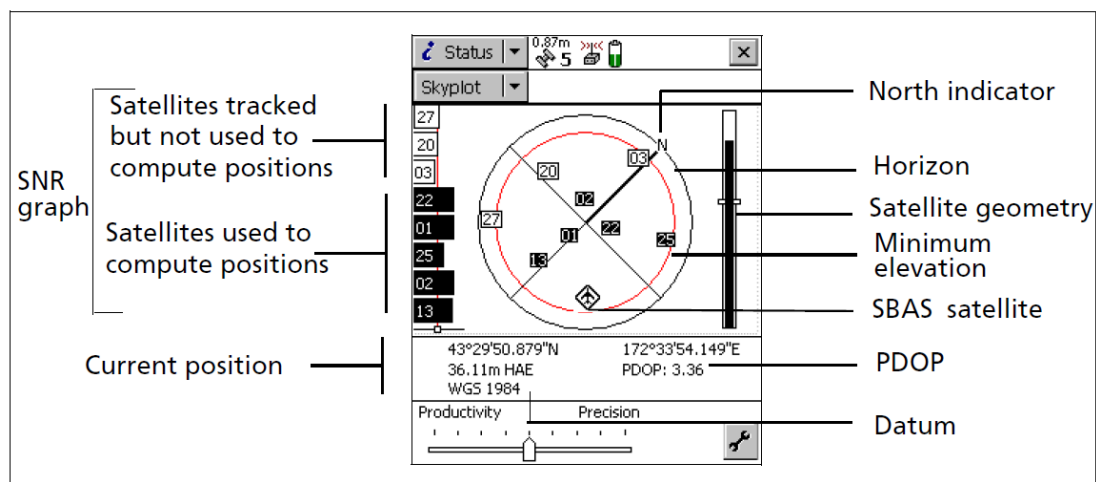 0.87m
Status 5
Skyplot
Satellites tracked
but not used to
compute positions
SNR
graph
Satellites used to
compute positions
27
20
03
22
01
25
02
13
N
03
20
02
27
01
22
25
13
North indicator
Horizon
Satellite geometry
Minimum
elevation
SBAS satellite
Current position
43°29'50.879"N 172°33'54.149"E
36.11m HAE PDOP: 3.36
WGS 1984
PDOP
Productivity Precision
Datum